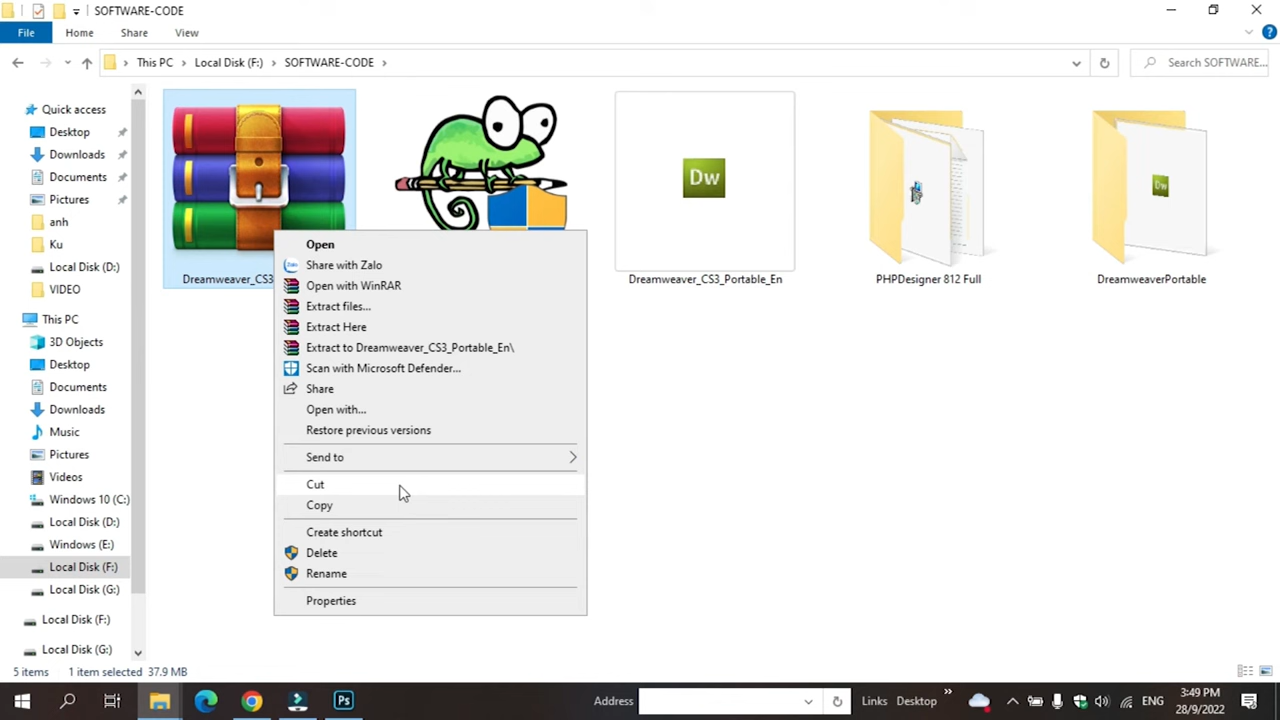 SOFTWARE-CODE
File Home Share View
This PC Local Disk (F:) SOFTWARE-CODE
Search SOFTWARE...
Quick access
Desktop
Downloads
Documents
Pictures
anh
Ku
Local Disk (D:)
VIDEO
This PC
3D Objects
Desktop
Documents
Downloads
Music
Pictures
Videos
Windows 10 (C:)
Local Disk (D:)
Windows (E:)
Local Disk (F:)
Local Disk (G:)
Local Disk (F:)
Local Disk (G:)
Dw
Dw
Dreamweaver_CS3
Dreamweaver_CS3_Portable_En
PHPDesigner 812 Full
DreamweaverPortable
Open
Zalo
Share with Zalo
Open with WinRAR
Extract files...
Extract Here
Extract to Dreamweaver_CS3_Portable_En\
Scan with Microsoft Defender...
Share
Open with...
Restore previous versions
Send to
Cut
Copy
Create shortcut
Delete
Rename
Properties
5 items 1 item selected 37.9 MB
Ps
Address
Links Desktop
ENG
3:49 PM
28/9/2022